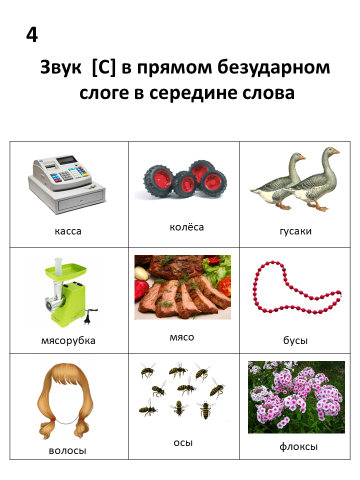 4
Звук [С] в прямом безударном
слоге в середине слова
касса
колёса
гусаки
мясорубка
мясо
бусы
волосы
осы
флоксы